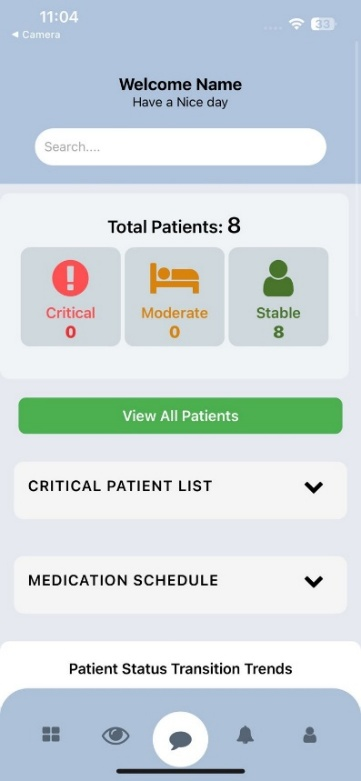 11:04
33
◀ Camera
Welcome Name
Have a Nice day
Search....
Total Patients: 8
Critical
0
Moderate
0
Stable
8
View All Patients
CRITICAL PATIENT LIST
MEDICATION SCHEDULE
Patient Status Transition Trends